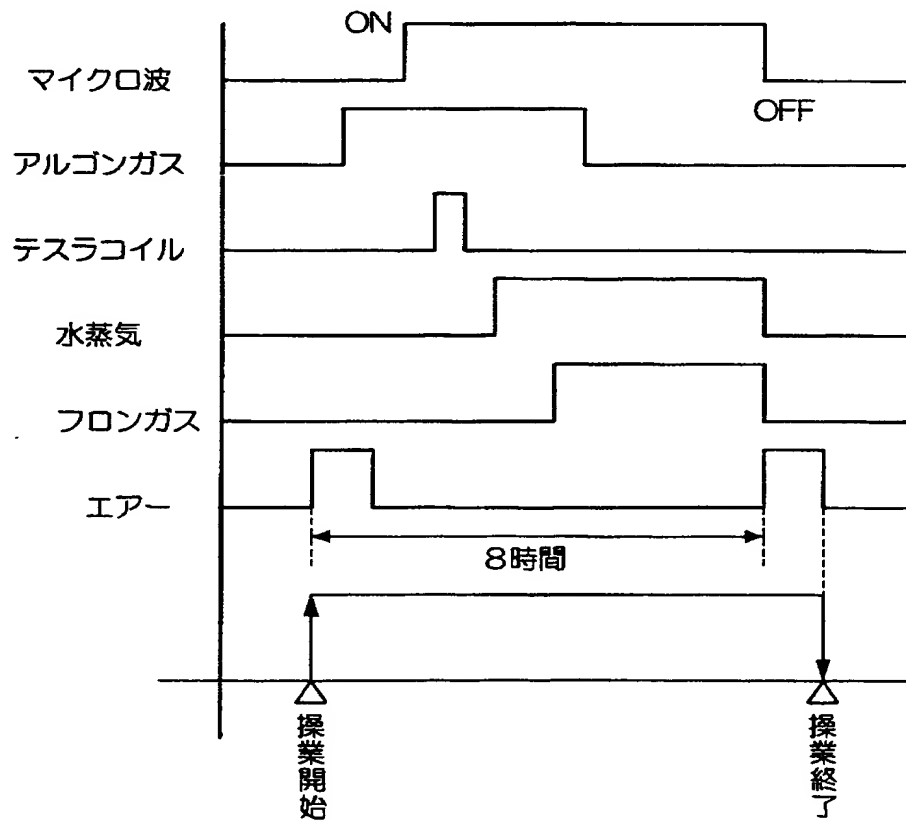 ON
マイクロ波
OFF
アルゴンガス
テスラコイル
水蒸気
フロンガス
エアー
8時間
操業開始
操業終了